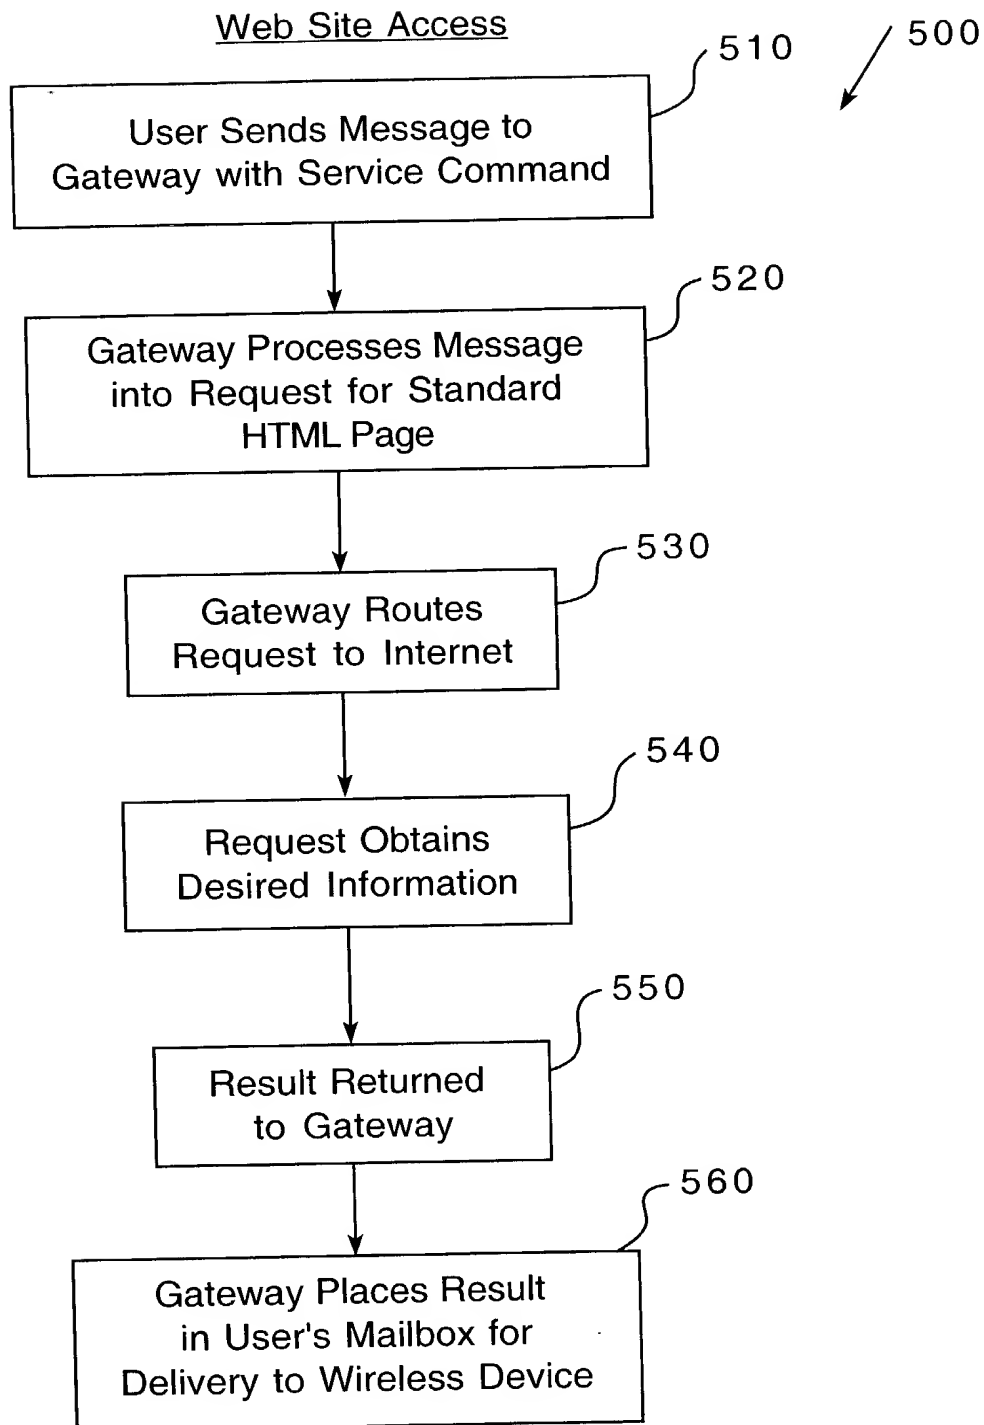 Web Site Access
500
510
User Sends Message to
Gateway with Service Command
520
Gateway Processes Message
into Request for Standard
HTML Page
530
Gateway Routes
Request to Internet
540
Request Obtains
Desired Information
550
Result Returned
to Gateway
560
Gateway Places Result
in User's Mailbox for
Delivery to Wireless Device